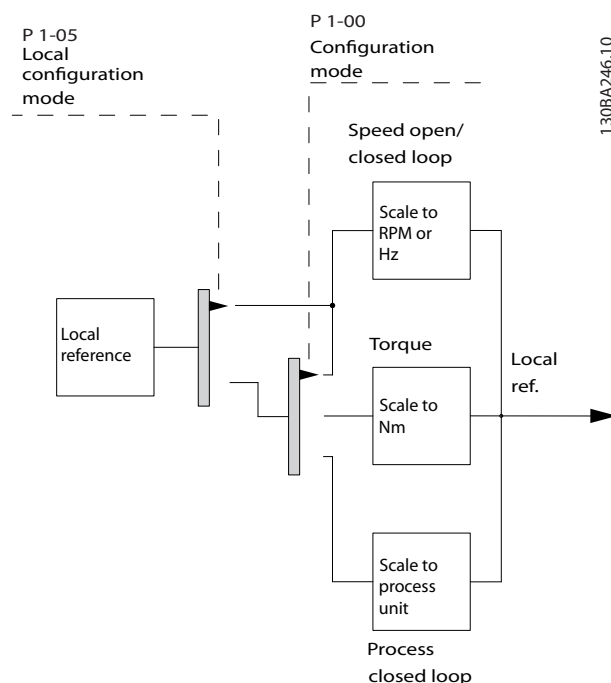 P 1-05
Local
configuration
mode
P 1-00
Configuration
mode
130BA246.10
Speed open/
closed loop
Scale to
RPM or
Hz
Local
reference
Torque
Local
ref.
Scale to
Nm
Scale to
process
unit
Process
closed loop